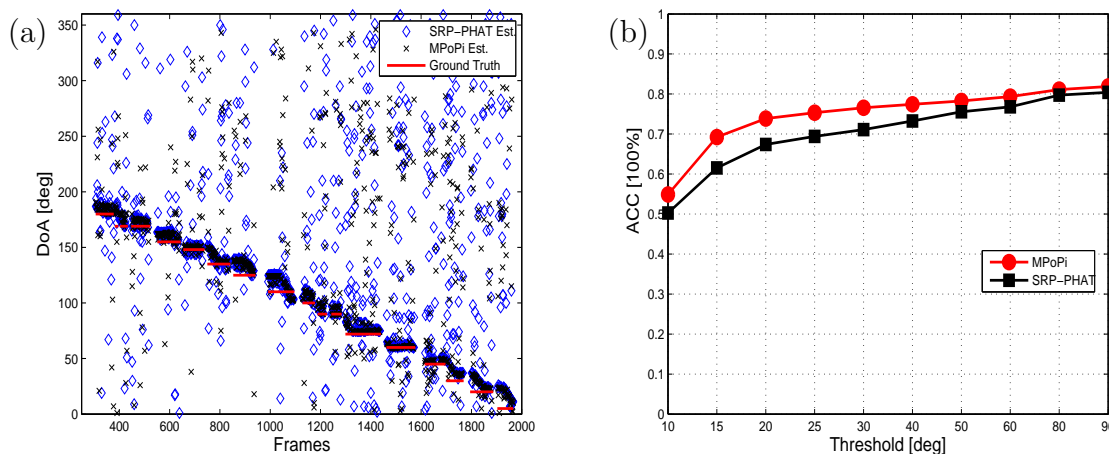 (a)
350
300
250
200
150
100
50
0
DoA [deg]
SRP-PHAT Est.
MPoPi Est.
Ground Truth
400 600 800 1000 1200 1400 1600 1800 2000
Frames
(b)
1
0.9
0.8
0.7
0.6
0.5
0.4
0.3
0.2
0.1
0
ACC [100%]
MPoPi
SRP-PHAT
10 15 20 25 30 40 50 60 80 90
Threshold [deg]